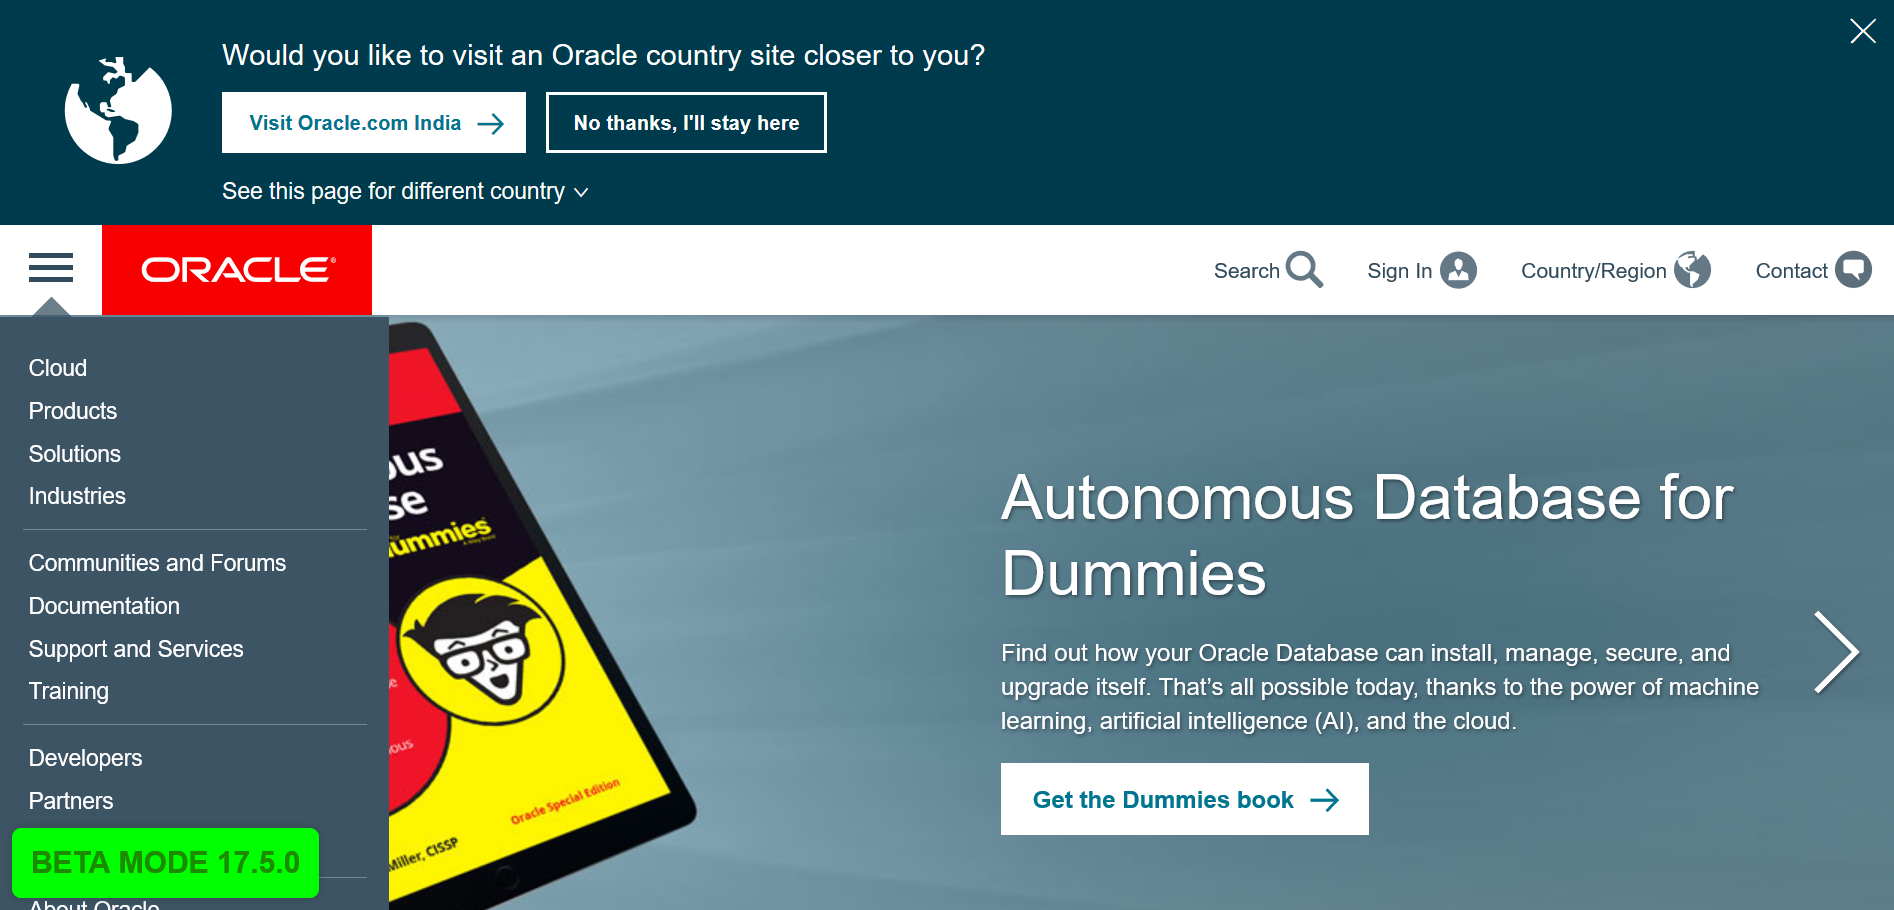 Would you like to visit an Oracle country site closer to you?
Visit Oracle.com India
No thanks, I'll stay here
See this page for different country
ORACLE®
Search
Sign In
Country/Region
Contact
Cloud
Products
Solutions
Industries
Communities and Forums
Documentation
Support and Services
Training
Developers
Partners
BETA MODE 17.5.0
About Oracle
ous
se
for
ummies
Oracle Special Edition
Miller, CISSP
Autonomous Database for
Dummies
Find out how your Oracle Database can install, manage, secure, and
upgrade itself. That’s all possible today, thanks to the power of machine
learning, artificial intelligence (AI), and the cloud.
Get the Dummies book